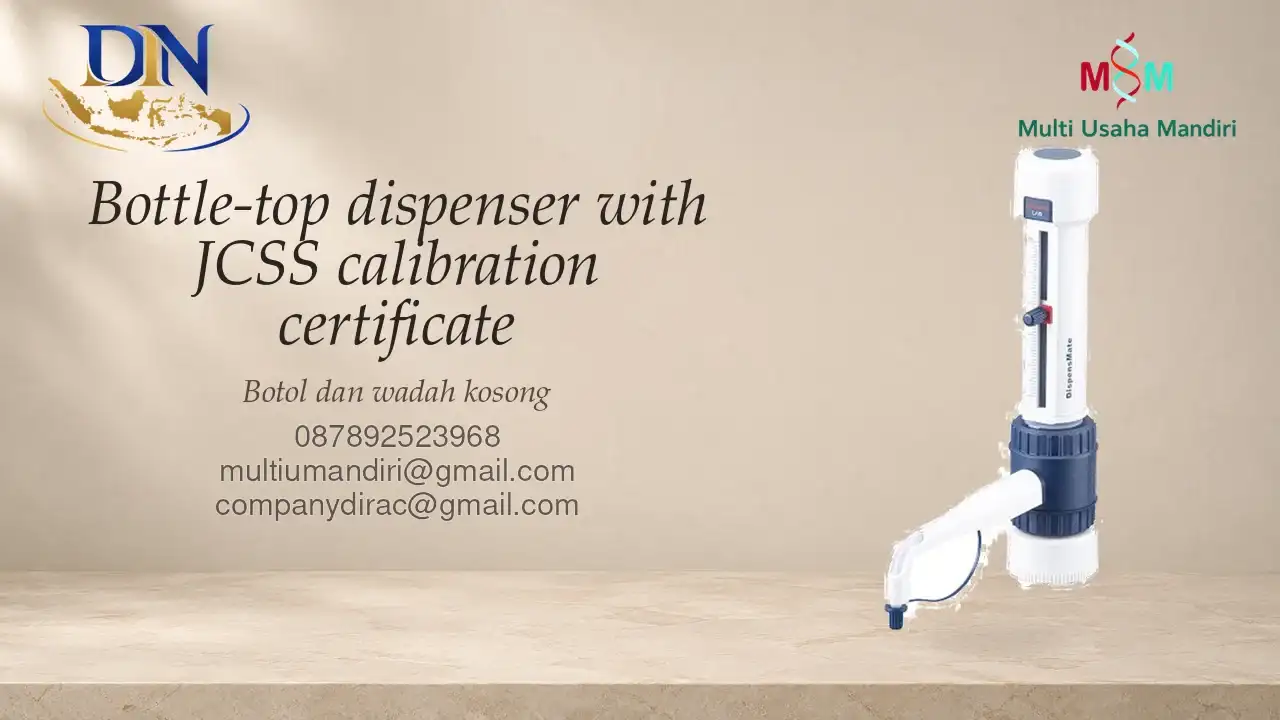 DN
MSM
Multi Usaha Mandiri
Bottle-top dispenser with
JCSS calibration
certificate
Botol dan wadah kosong
087892523968
multiumandiri@gmail.com
companydirac@gmail.com
LAB
DispensMate